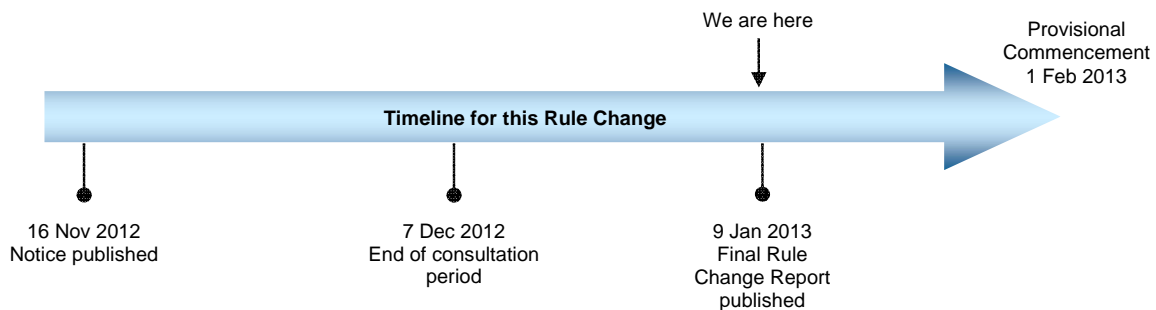 We are here
Provisional
Commencement
1 Feb 2013
Timeline for this Rule Change
16 Nov 2012
Notice published
7 Dec 2012
End of consultation
period
9 Jan 2013
Final Rule
Change Report
published